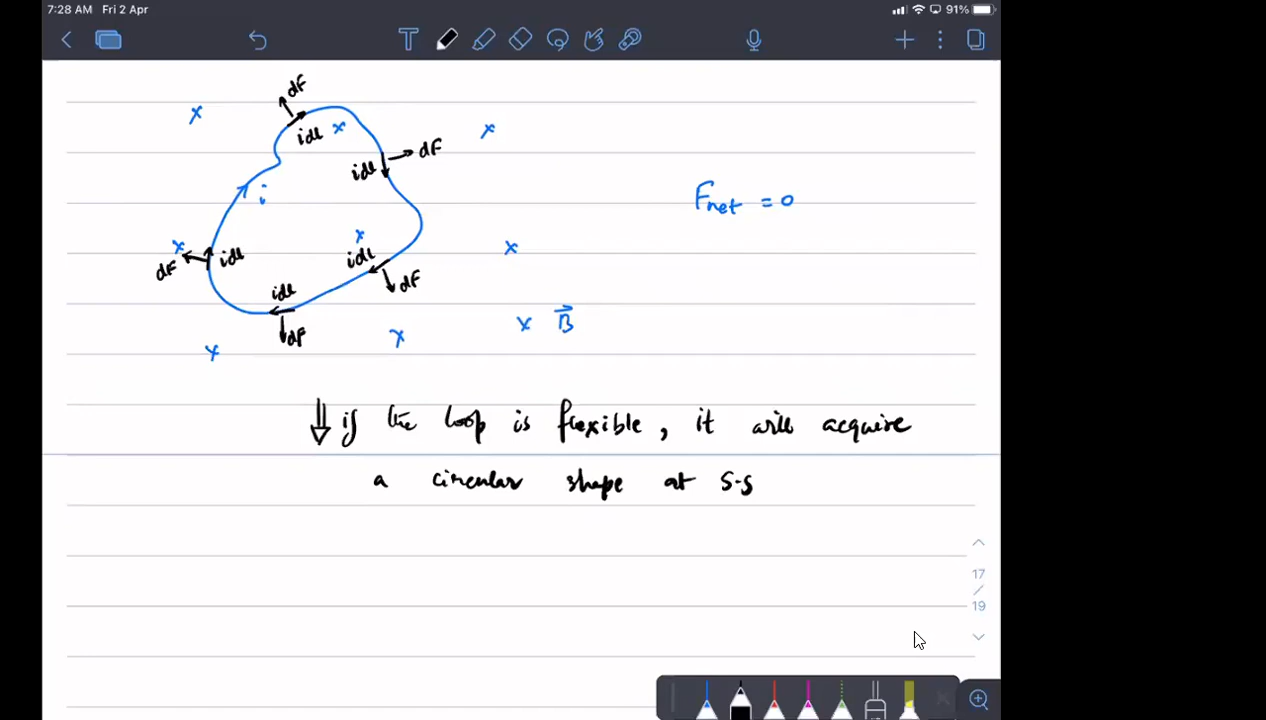 7:28 AM Fri 2 Apr
91%
T
dF
x
idl x
x
idl dF
i
Fnet = 0
x
dF idl
x
idl
x
dF
idl
dF
x
x
x B⃗
⇓ if the loop is flexible, it will acquire
a circular shape at S-S
17
/
19